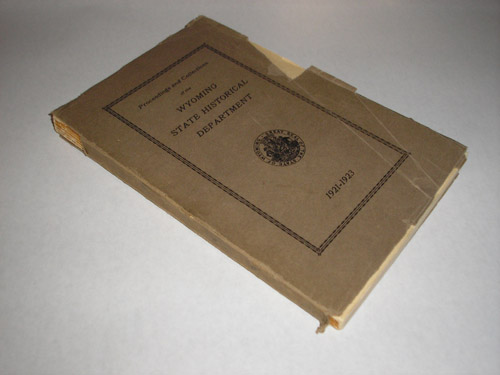 Proceedings and Collections
of the
WYOMING
STATE HISTORICAL
DEPARTMENT
1921-1923